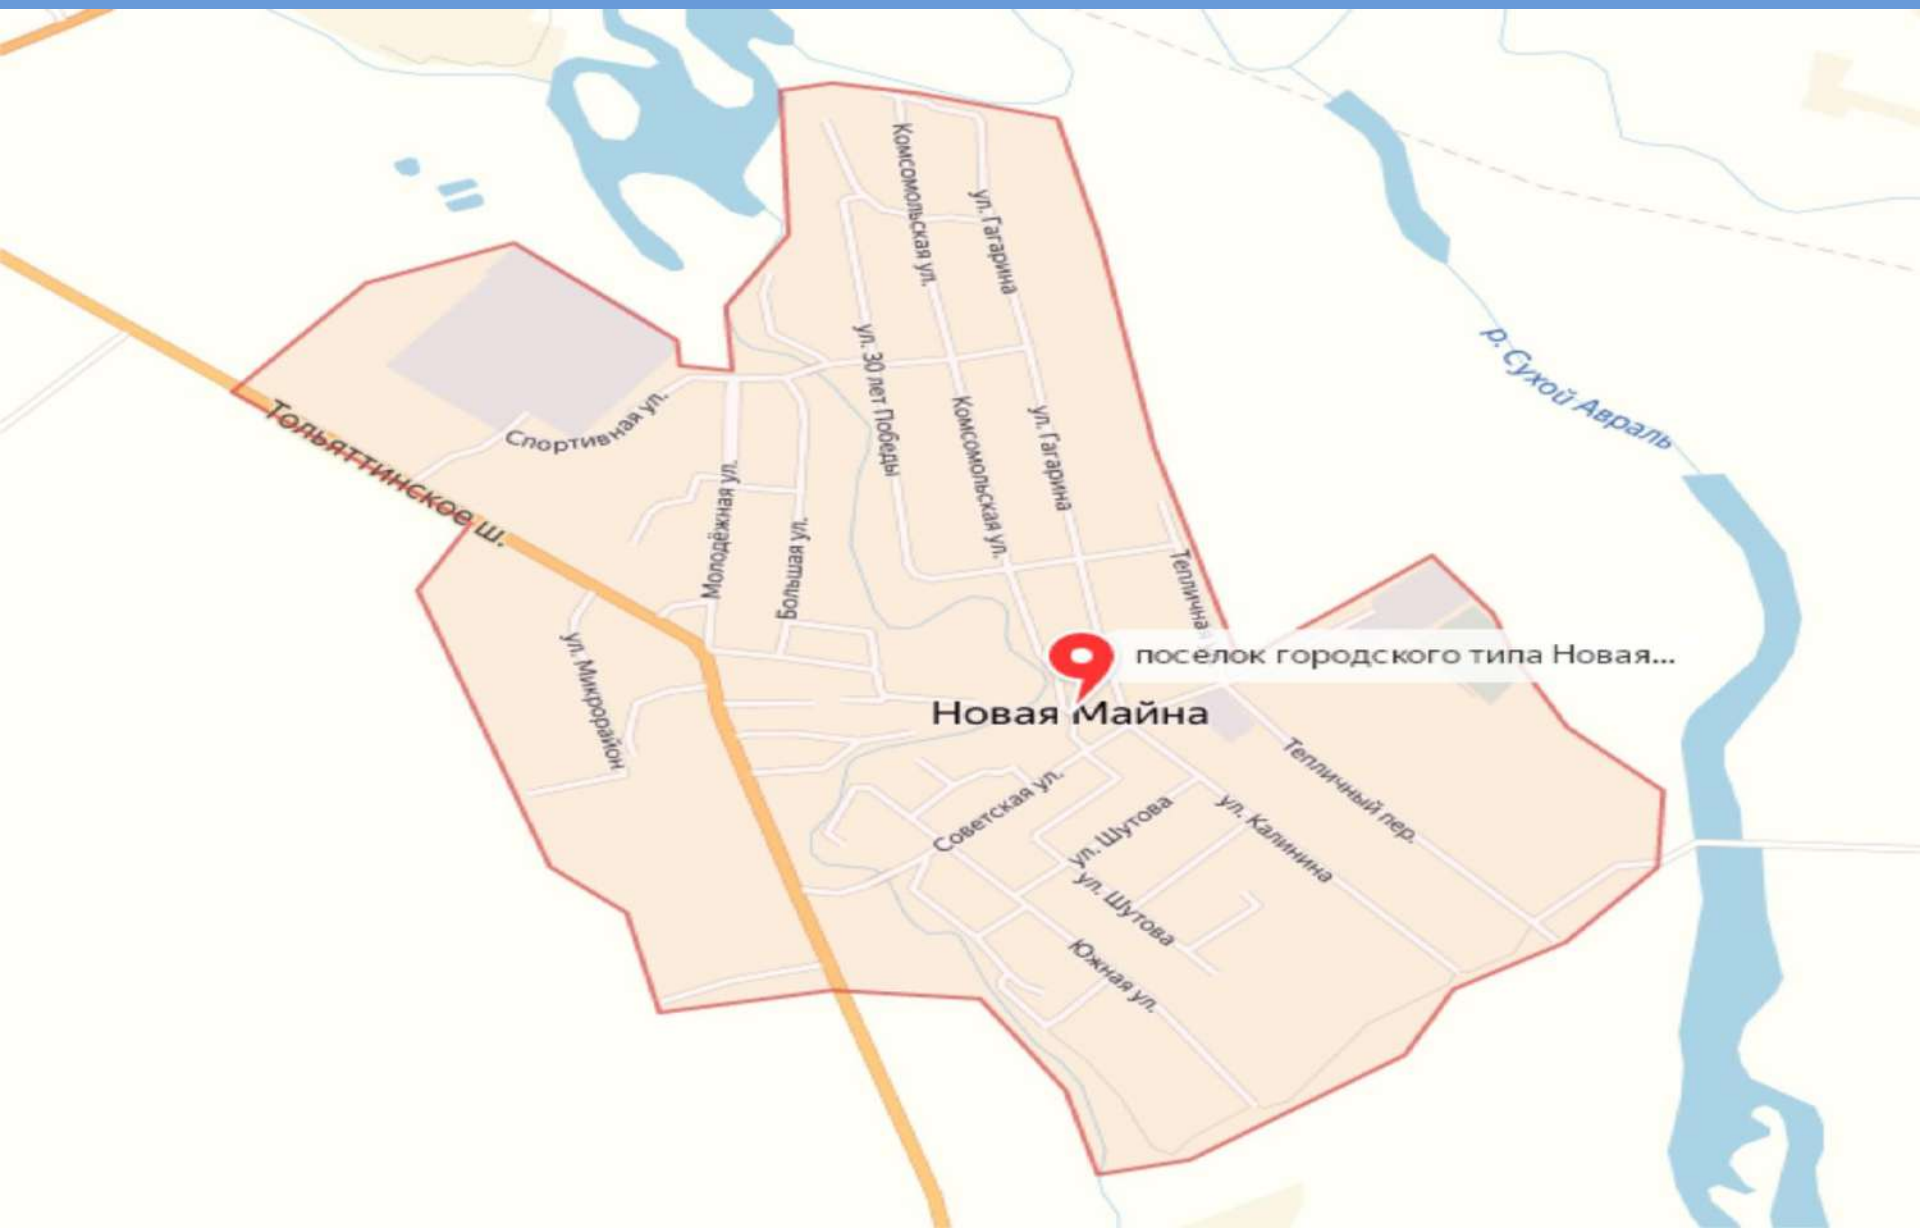 Комсомольская ул.
ул. Гагарина
ул. 30 лет Победы
Спортивная ул.
Тольяттинское ш.
Комсомольская ул.
ул. Гагарина
р. Сухой Авраль
Молодёжная ул.
Большая ул.
Тепличная
ул. Микрорайон
поселок городского типа Новая...
Новая Майна
Советская ул.
ул. Шутова
ул. Калинина
Тепличный пер.
ул. Шутова
Южная ул.